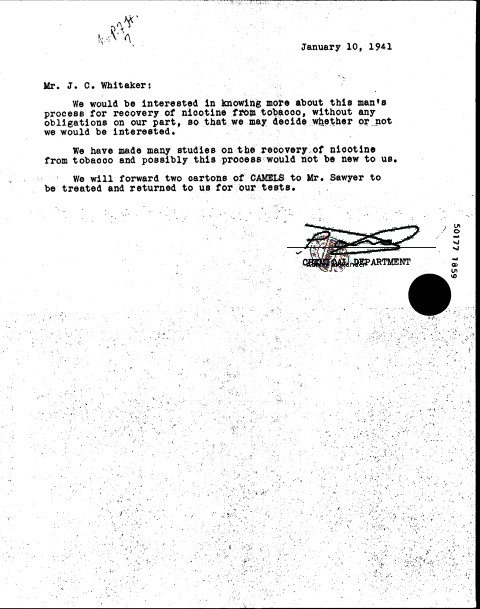 January 10, 1941
Mr. J. C. Whitaker:
We would be interested in knowing more about this man's
process for recovery of nicotine from tobacco, without any
obligations on our part, so that we may decide whether or not
we would be interested.
We have made many studies on the recovery of nicotine
from tobacco and possibly this process would not be new to us.
We will forward two cartons of CAMELS to Mr. Sawyer to
be treated and returned to us for our tests.
CHEMICAL DEPARTMENT
50177 1859